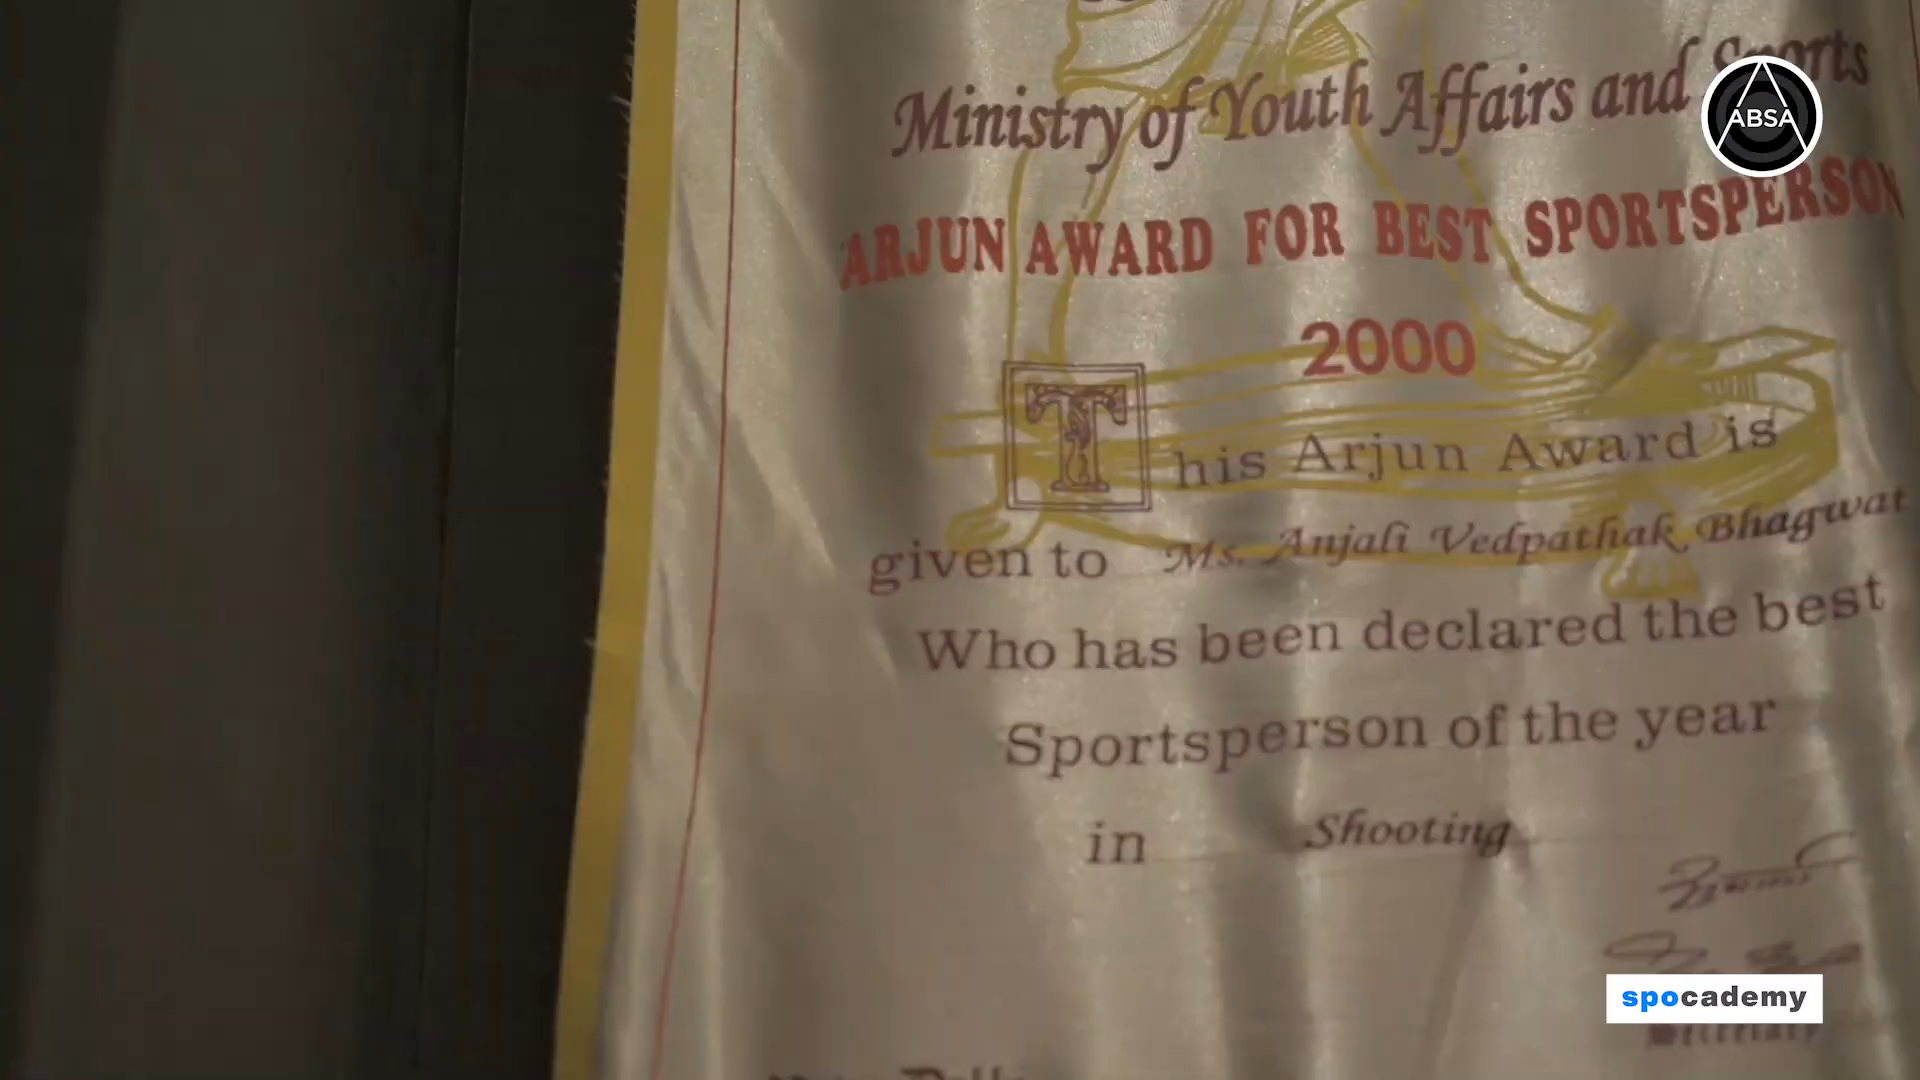 Ministry of Youth Affairs and Sports
ABSA
ARJUN AWARD FOR BEST SPORTSPERSON
2000
This Arjun Award is
given to Ms. Anjali Vedpathak Bhagwat
Who has been declared the best
Sportsperson of the year
in Shooting
spocademy